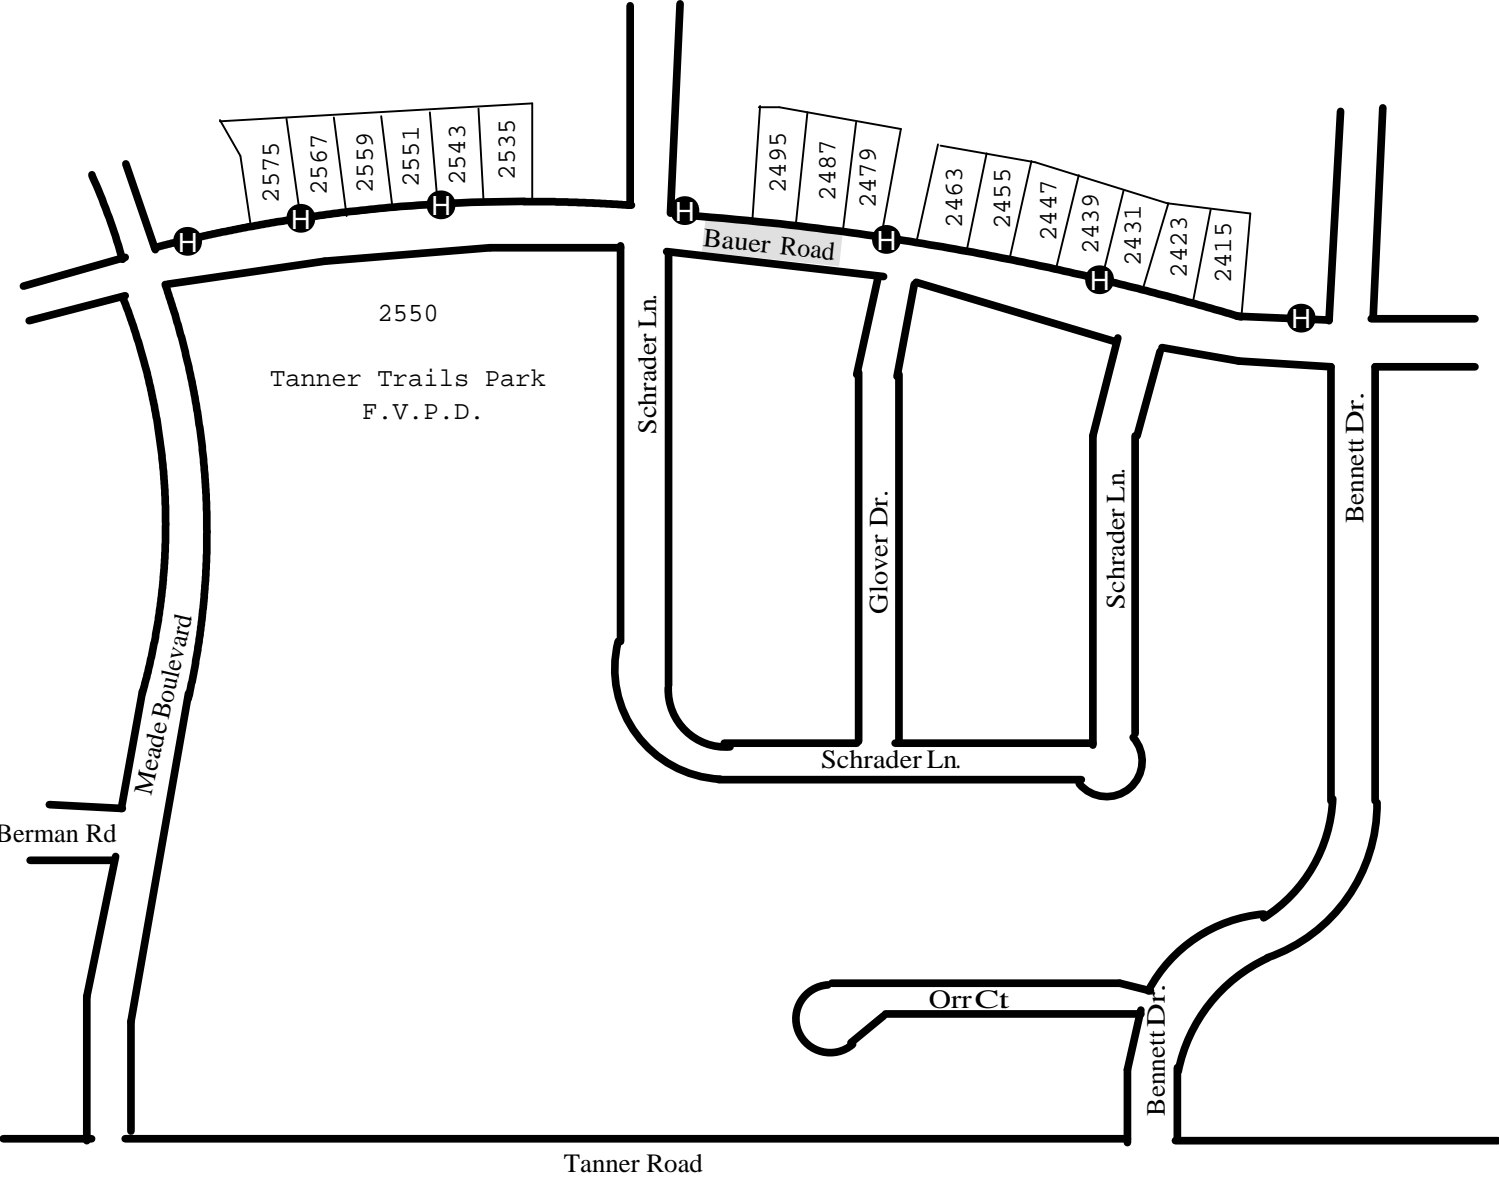 2575
2567
2559
2551
2543
2535
2495
2487
2479
2463
2455
2447
2439
2431
2423
2415
H
H
H
H
H
H
H
Bauer Road
2550
Tanner Trails Park
F.V.P.D.
Schrader Ln.
Glover Dr.
Schrader Ln.
Bennett Dr.
Meade Boulevard
Schrader Ln.
Berman Rd
Orr Ct
Bennett Dr.
Tanner Road